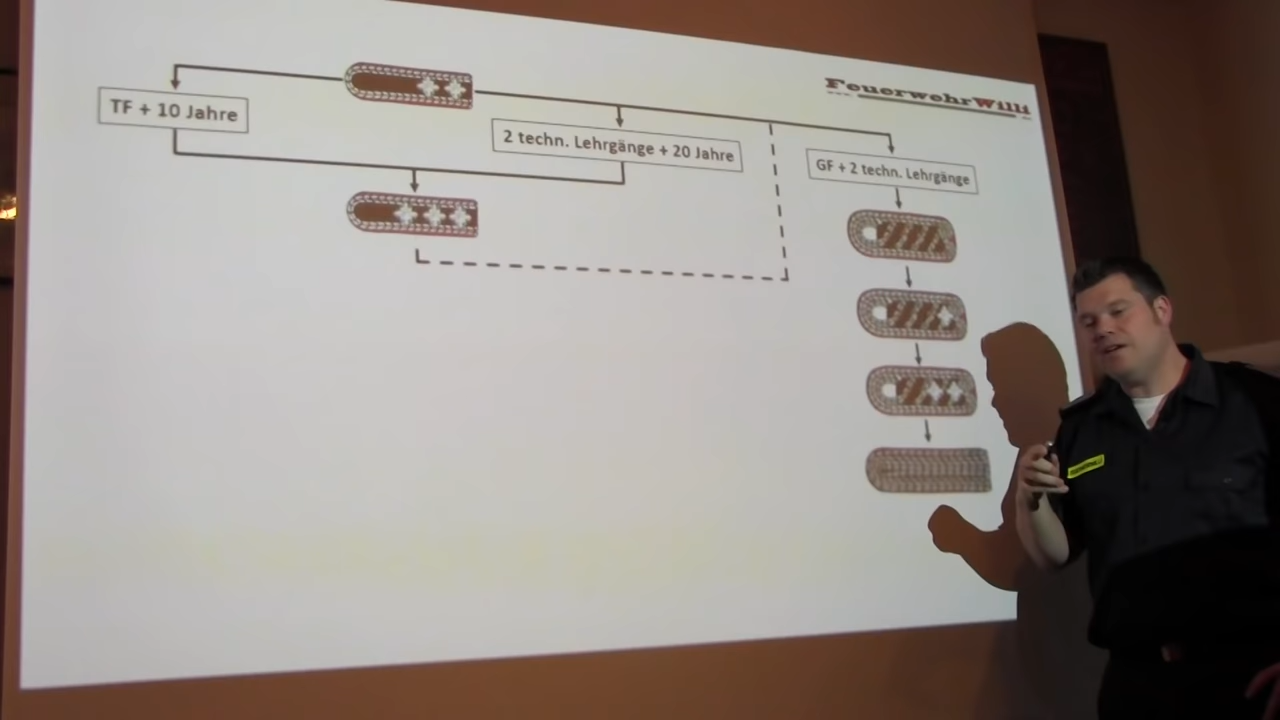 FeuerwehrWilli
TF + 10 Jahre
2 techn. Lehrgänge + 20 Jahre
GF + 2 techn. Lehrgänge